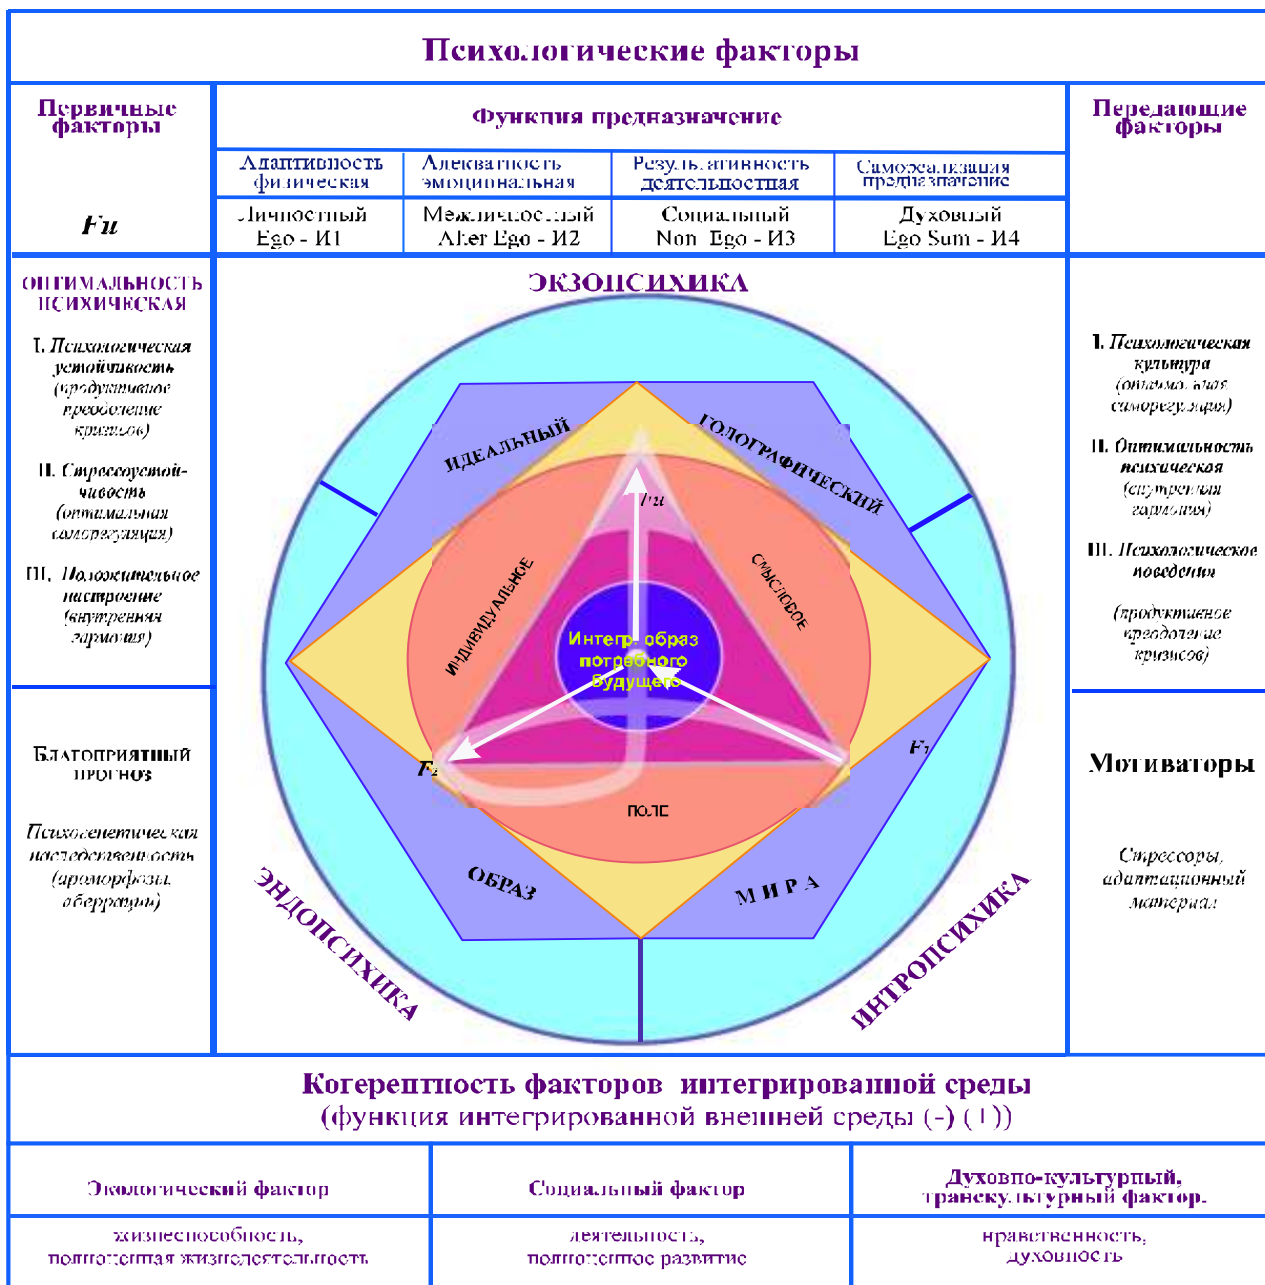 Психологические факторы
Первичные
факторы
Fи
Функция предназначение
Передающие
факторы
Адаптивность
физическая
Адекватность
эмоциональная
Результативность
деятельностная
Самореализация
предназначение
Личностный
Ego - И1
Межличностный
Alter Ego - И2
Социальный
Non Ego - И3
Духовный
Ego Sum - И4
ОПТИМАЛЬНОСТЬ
ПСИХИЧЕСКАЯ
I. Психологическая
устойчивость
(продуктивное
преодоление
кризисов)
II. Стрессоустой-
чивость
(оптимальная
саморегуляция)
III. Положительное
настроение
(внутренняя
гармония)
Благоприятный
прогноз
Психогенетическая
наследственность
(ароморфозы,
аберрации)
ЭКЗОПСИХИКА
ИДЕАЛЬНЫЙ
ГОЛОГРАФИЧЕСКИЙ
Fи
ИНДИВИДУАЛЬНОЕ
СМЫСЛОВОЕ
Интегр. образ
потребного
будущего
ПОЛЕ
ОБРАЗ
МИРА
ЭНДОПСИХИКА
ИНТРОПСИХИКА
I. Психологическая
культура
(оптимальная
саморегуляция)
II. Оптимальность
психическая
(внутренняя
гармония)
III. Психологическое
поведения
(продуктивное
преодоление
кризисов)
Мотиваторы
Стрессоры,
адаптационный
материал
Когерентность факторов интегрированной среды
(функция интегрированной внешней среды (-) (+))
Экологический фактор
Социальный фактор
Духовно-культурный,
транскультурный фактор.
жизнеспособность,
полноценная жизнедеятельность
деятельность,
полноценное развитие
нравственность,
духовность